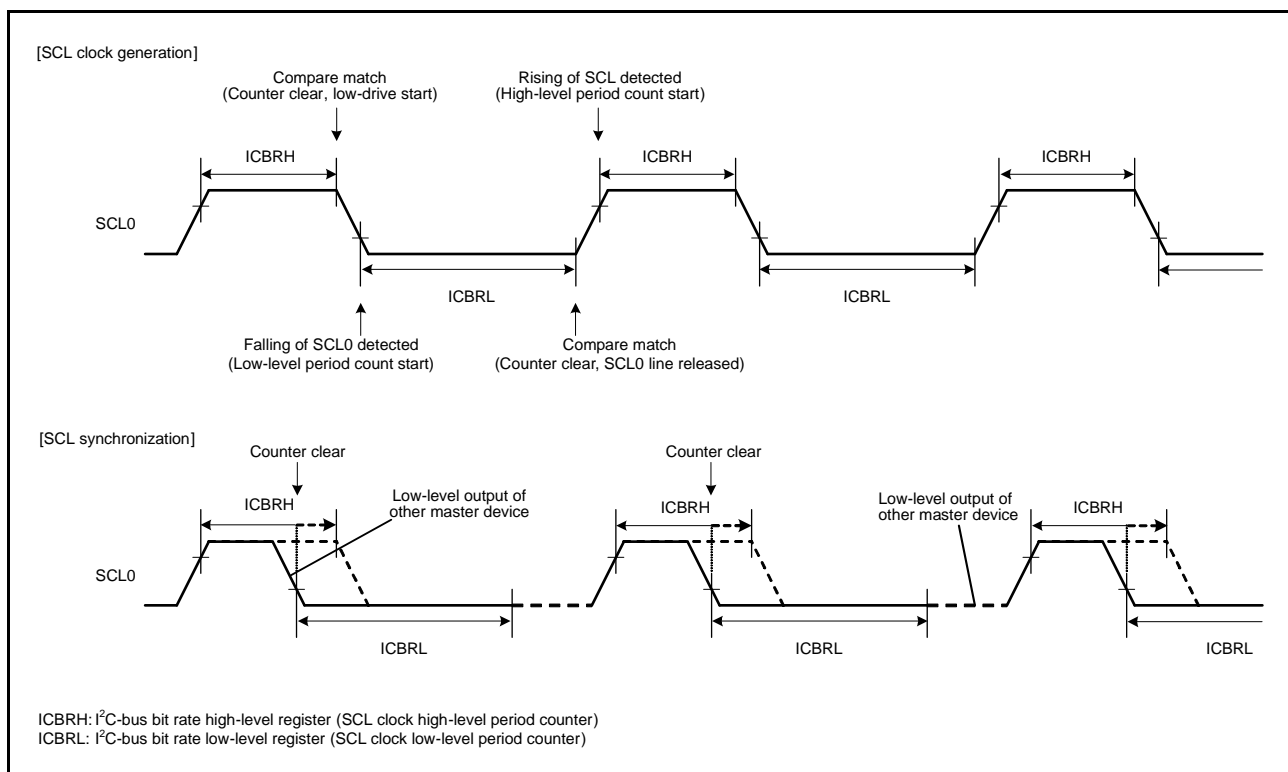 [SCL clock generation]
Compare match
(Counter clear, low-drive start)
Rising of SCL detected
(High-level period count start)
ICBRH
ICBRH
ICBRH
SCL0
ICBRL
ICBRL
Falling of SCL0 detected
(Low-level period count start)
Compare match
(Counter clear, SCL0 line released)
[SCL synchronization]
Counter clear
Counter clear
ICBRH
Low-level output of
other master device
ICBRH
Low-level output of
other master device
ICBRH
SCL0
ICBRL
ICBRL
ICBRL
ICBRH: I²C-bus bit rate high-level register (SCL clock high-level period counter)
ICBRL: I²C-bus bit rate low-level register (SCL clock low-level period counter)